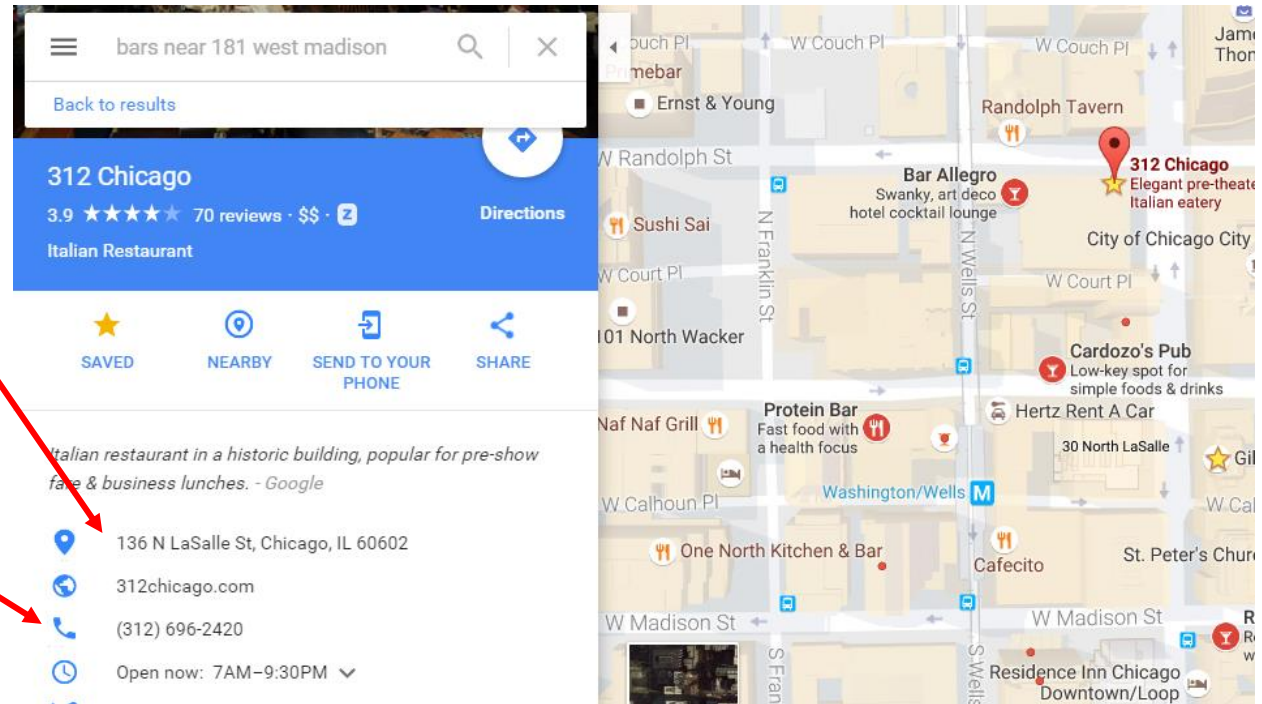 bars near 181 west madison
Back to results
312 Chicago
3.9 ★★★★★ 70 reviews · $$ · Z
Directions
Italian Restaurant
SAVED
NEARBY
SEND TO YOUR
PHONE
SHARE
Italian restaurant in a historic building, popular for pre-show
fare & business lunches. - Google
136 N LaSalle St, Chicago, IL 60602
312chicago.com
(312) 696-2420
Open now: 7AM–9:30PM
ouch Pl
W Couch Pl
W Couch Pl
Jame
Thon
mebar
Ernst & Young
Randolph Tavern
W Randolph St
312 Chicago
Elegant pre-theate
Italian eatery
Bar Allegro
Swanky, art deco
hotel cocktail lounge
Sushi Sai
N Franklin St
N Wells St
City of Chicago City
W Court Pl
W Court Pl
101 North Wacker
Cardozo's Pub
Low-key spot for
simple foods & drinks
Hertz Rent A Car
Naf Naf Grill
Protein Bar
Fast food with
a health focus
30 North LaSalle
Gil
Washington/Wells M
W Calhoun Pl
W Cal
One North Kitchen & Bar
Cafecito
St. Peter's Chur
W Madison St
W Madison St
R
S Fran
S Wells
Residence Inn Chicago
Downtown/Loop